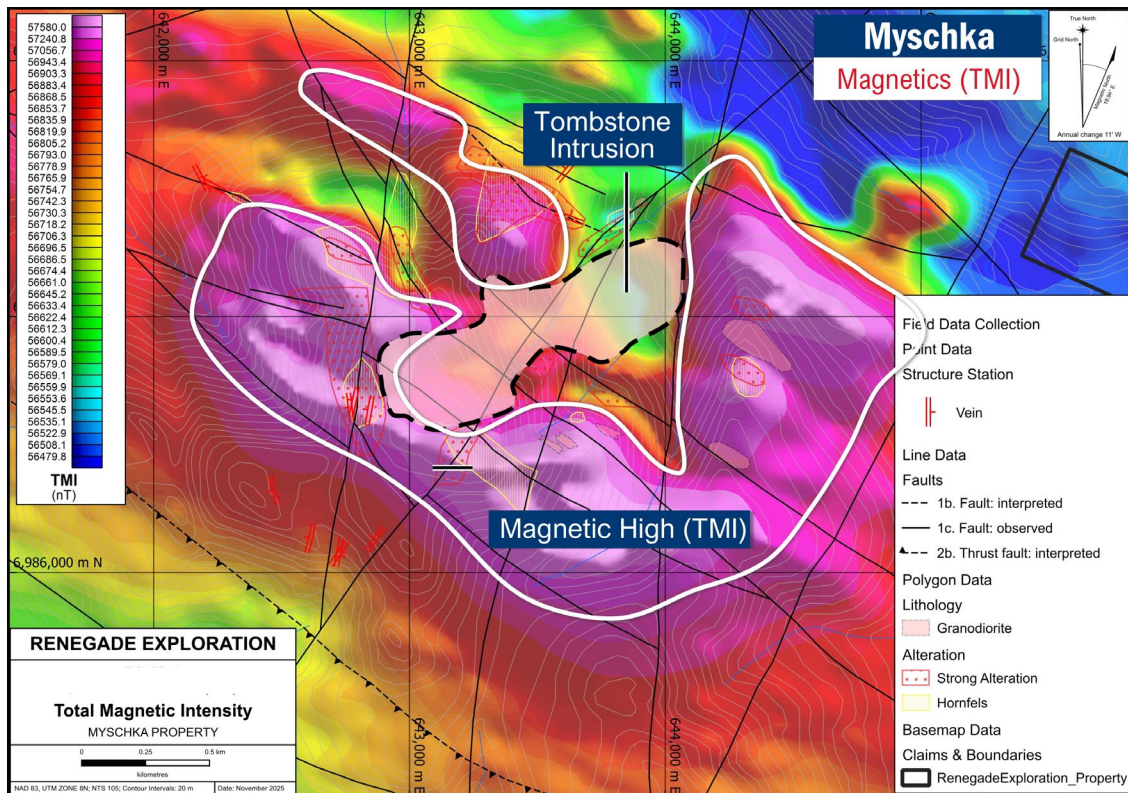 57580.0
57240.8
57056.7
56943.4
56903.3
56883.4
56868.5
56853.7
56835.9
56819.9
56805.2
56793.0
56778.9
56765.9
56754.7
56742.3
56730.3
56718.2
56706.3
56696.5
56686.5
56674.4
56661.0
56645.2
56633.4
56622.4
56612.3
56600.4
56589.5
56579.0
56569.1
56559.9
56553.6
56545.5
56535.1
56522.9
56508.1
56479.8
TMI
(nT)
642,000 m E
643,000 m E
644,000 m E
Myschka
Magnetics (TMI)
True North
Grid North
Magnetic North
18.94° E
Annual change 11' W
Tombstone
Intrusion
Magnetic High (TMI)
6,986,000 m N
643,000 m E
644,000 m E
Field Data Collection
Point Data
Structure Station
Vein
Line Data
Faults
1b. Fault: interpreted
1c. Fault: observed
2b. Thrust fault: interpreted
Polygon Data
Lithology
Granodiorite
Alteration
Strong Alteration
Hornfels
Basemap Data
Claims & Boundaries
RenegadeExploration_Property
RENEGADE EXPLORATION
Total Magnetic Intensity
MYSCHKA PROPERTY
0 0.25 0.5 km
kilometres
NAD 83, UTM ZONE 8N; NTS 105; Contour Intervals: 20 m
Date: November 2025